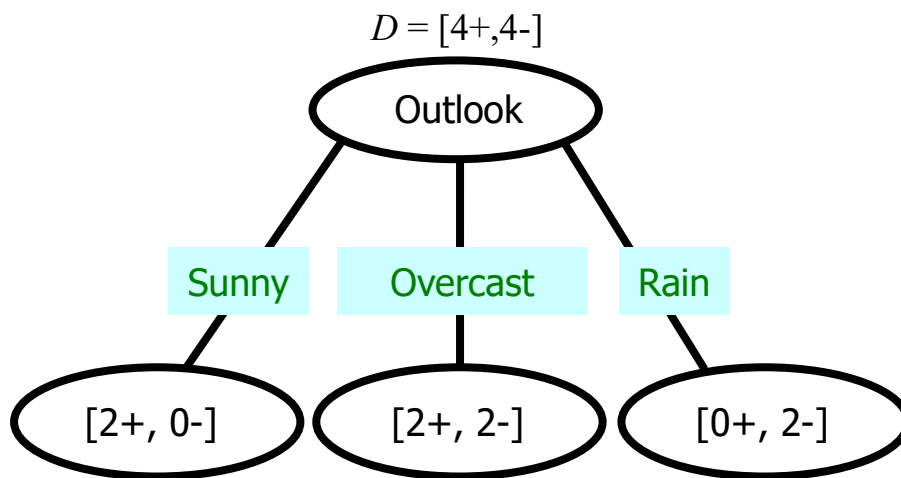 D = [4+,4-]
Outlook
Sunny Overcast Rain
[2+, 0-] [2+, 2-] [0+, 2-]